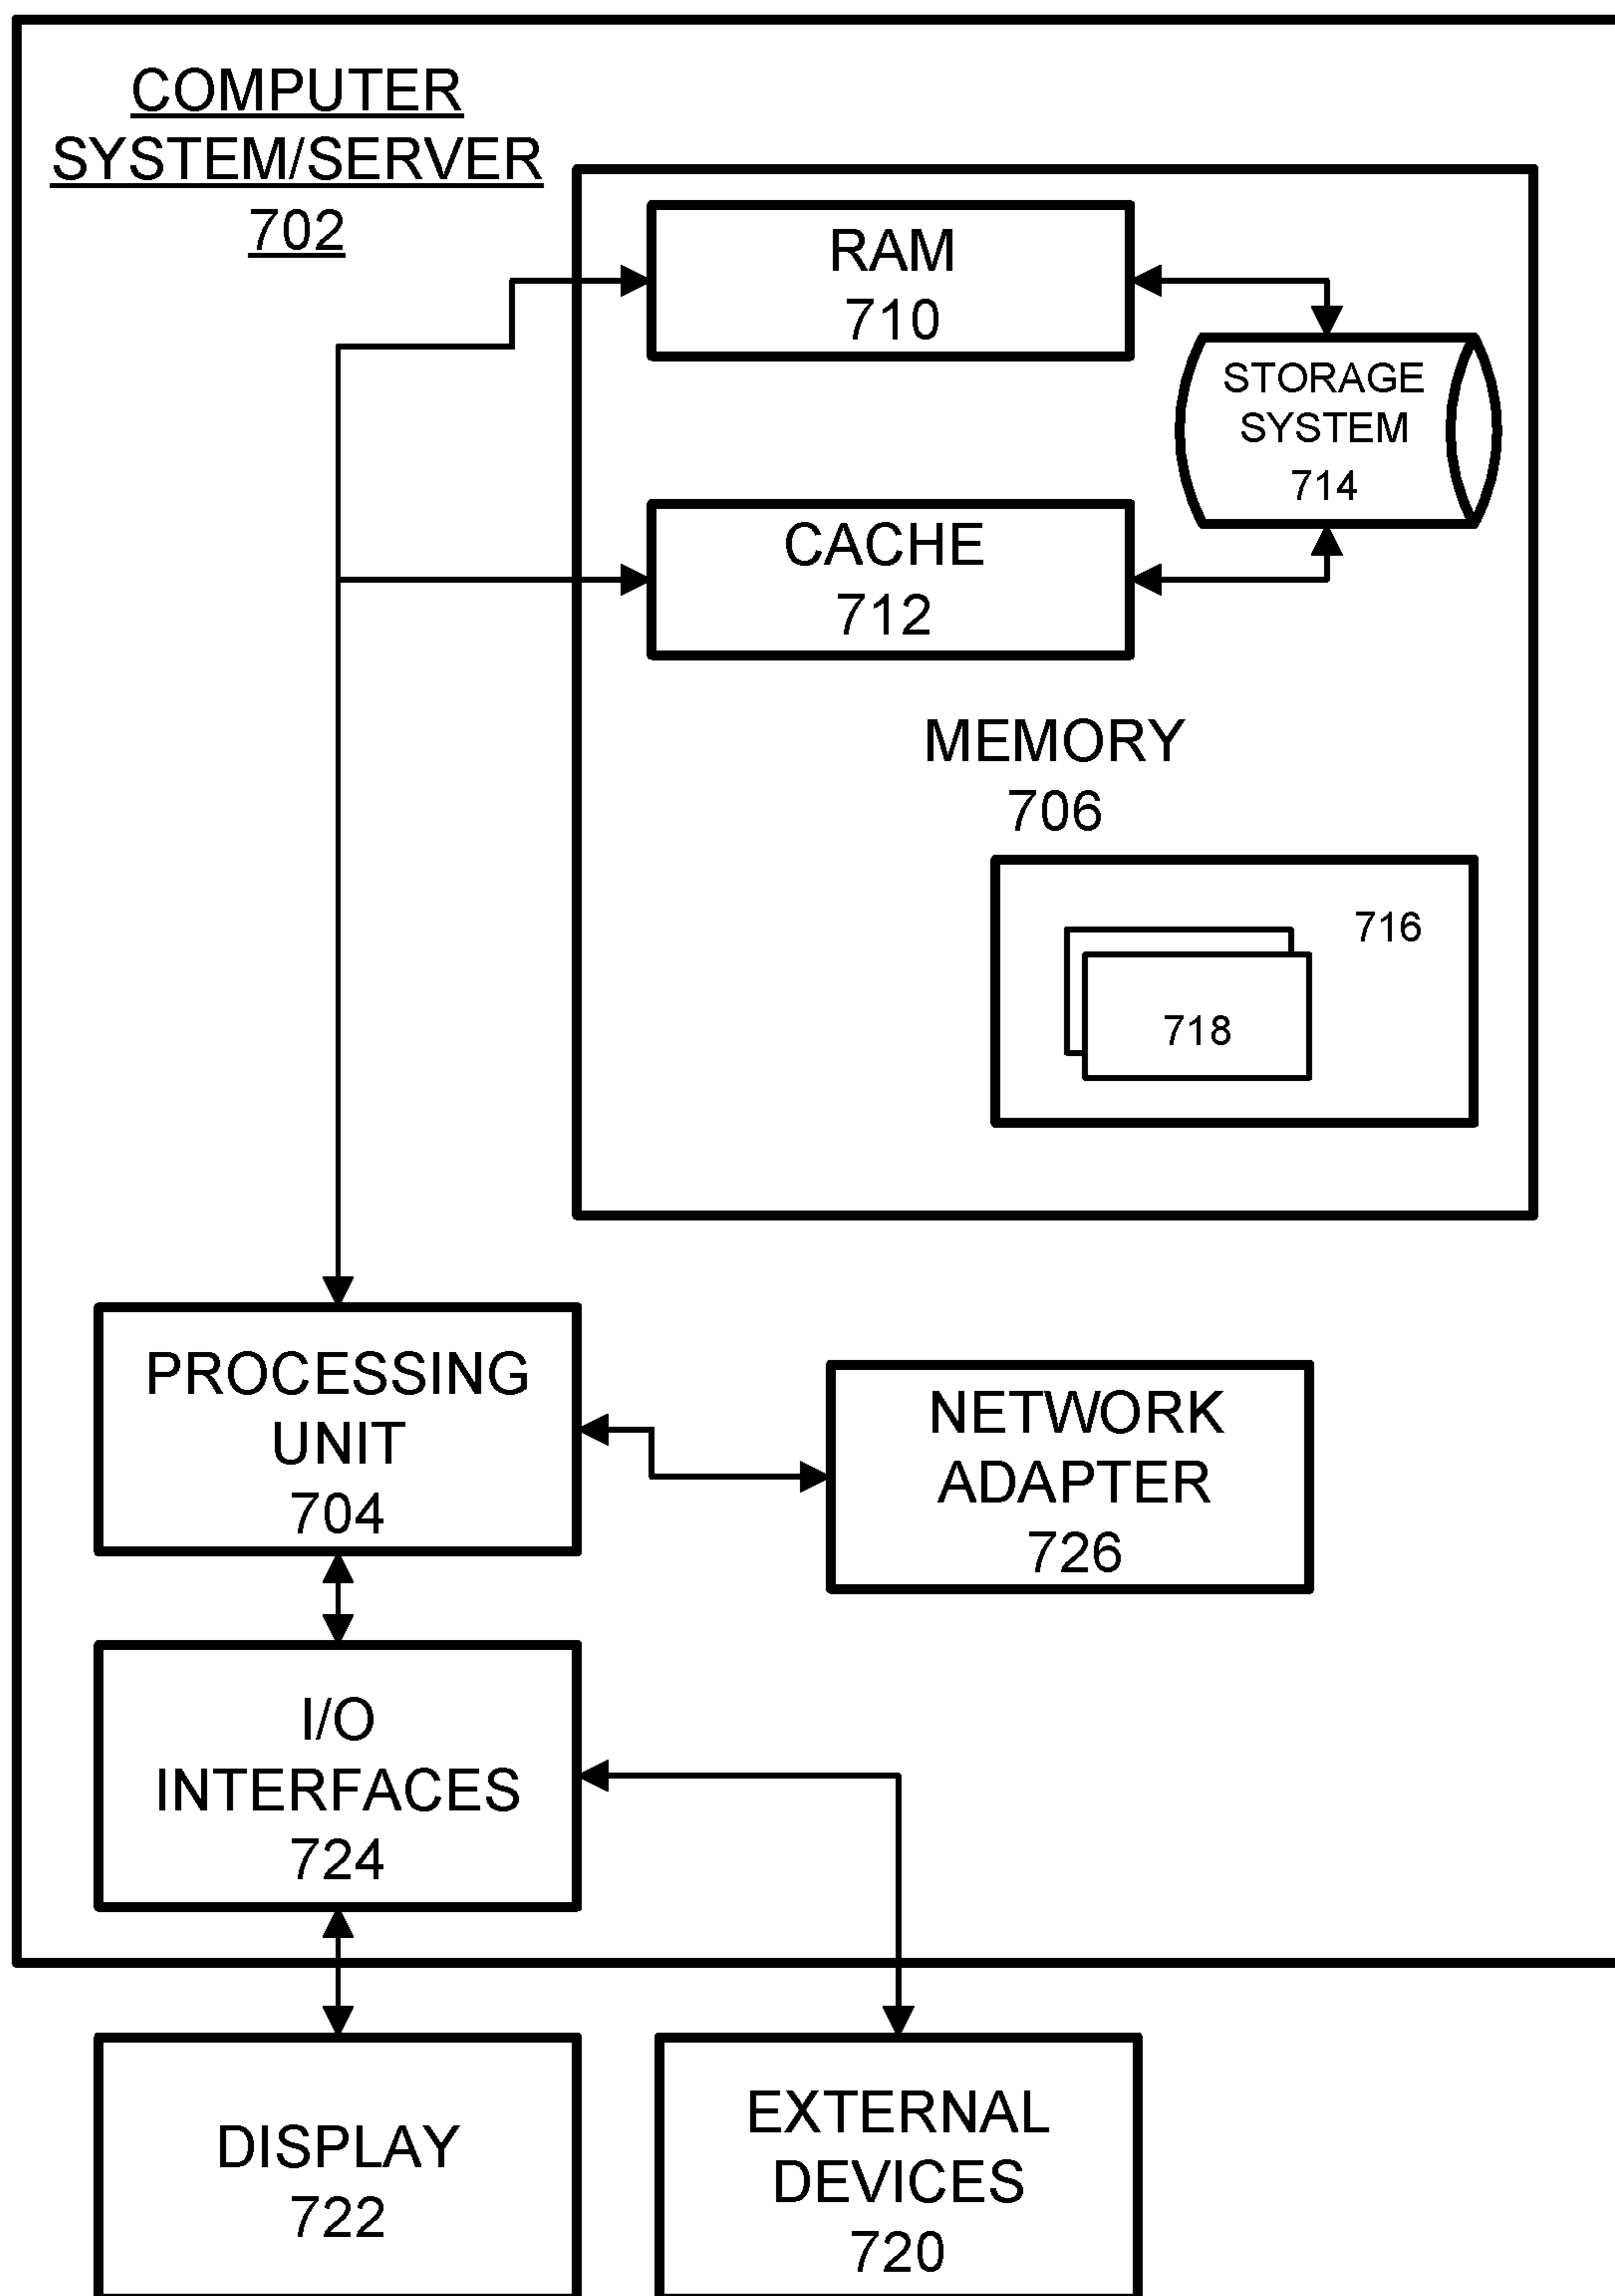 COMPUTER
SYSTEM/SERVER
702
RAM
710
STORAGE
SYSTEM
714
CACHE
712
MEMORY
706
716
718
PROCESSING
UNIT
704
NETWORK
ADAPTER
726
I/O
INTERFACES
724
DISPLAY
722
EXTERNAL
DEVICES
720